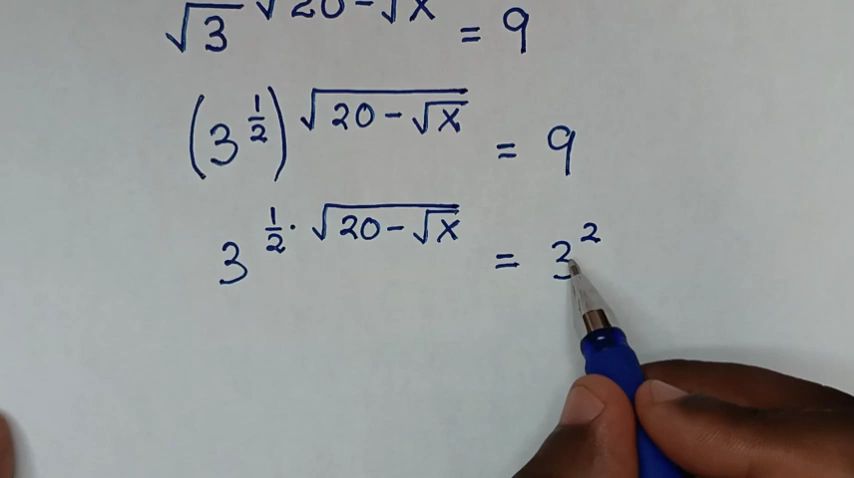 √3^√(20-√x) = 9
(3^(1/2))^√(20-√x) = 9
3^(1/2 · √(20-√x)) = 3^2